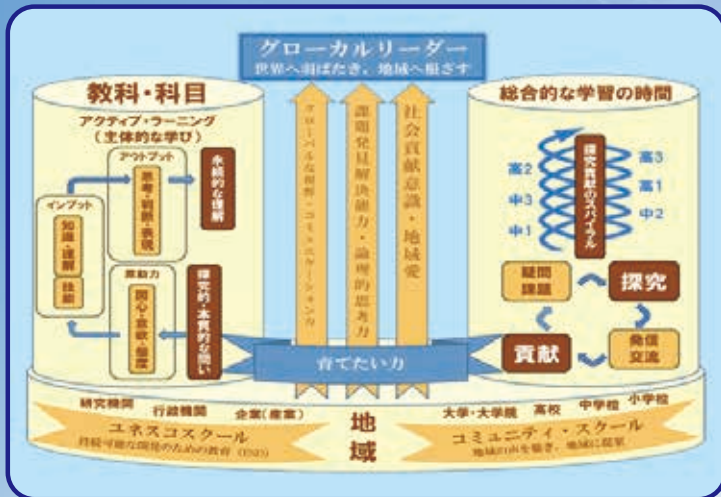 グローカルリーダー
世界へ羽ばたき、地域へ根ざす
教科・科目
アクティブ・ラーニング
(主体的な学び)
アウトプット
思考・判断・表現
永続的な理解
インプット
知識・理解
技能
原動力
関心・意欲・態度
探究的・本質的な問い
グローバルな視野・コミュニケーション力
課題発見解決能力・論理的思考力
社会貢献意識・地域愛
総合的な学習の時間
探究貢献のスパイラル
高2
中3
中1
高3
高1
中2
疑問
課題
探究
貢献
発信
交流
育てたい力
研究機関
行政機関
企業(産業)
地域
大学・大学院
高校
中学校
小学校
ユネスコスクール
持続可能な開発のための教育(ESD)
コミュニティ・スクール
地域の声を聴き、地域に提案